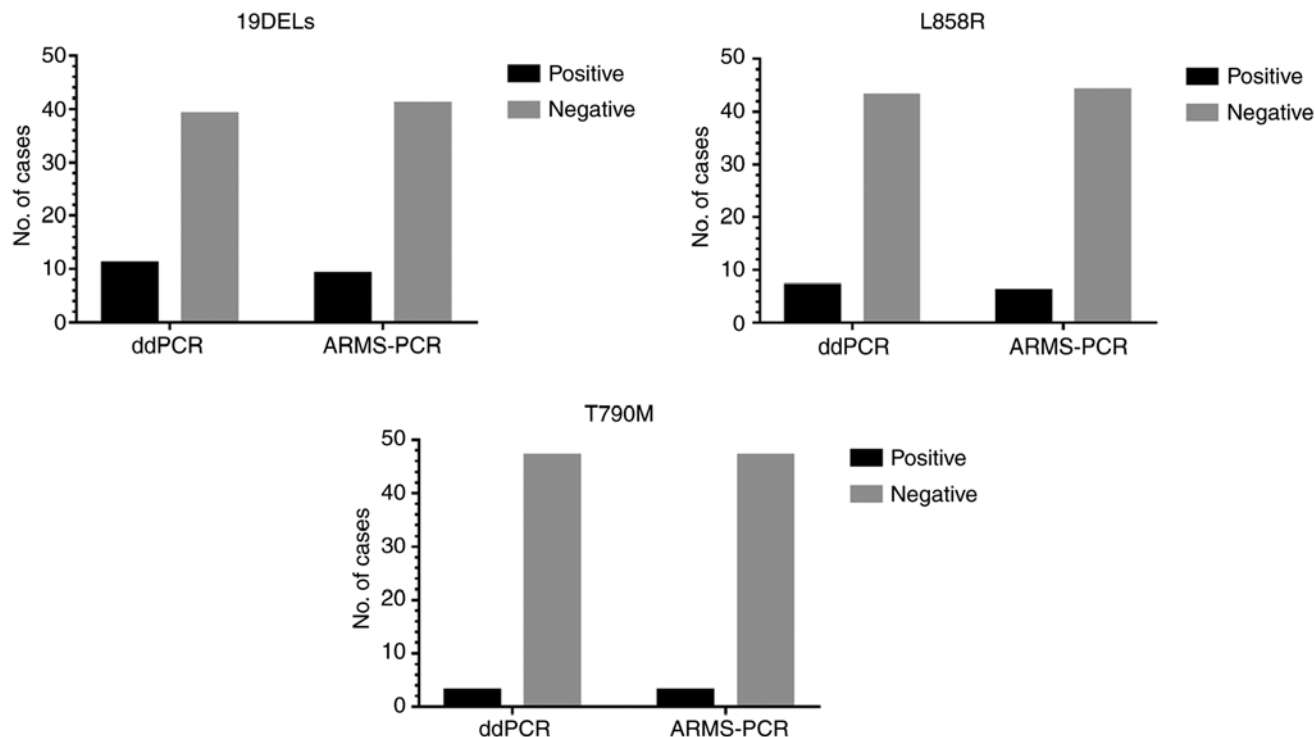 19DELs
No. of cases
50
40
30
20
10
0
ddPCR
ARMS-PCR
Positive
Negative
L858R
No. of cases
50
40
30
20
10
0
ddPCR
ARMS-PCR
Positive
Negative
T790M
No. of cases
50
40
30
20
10
0
ddPCR
ARMS-PCR
Positive
Negative